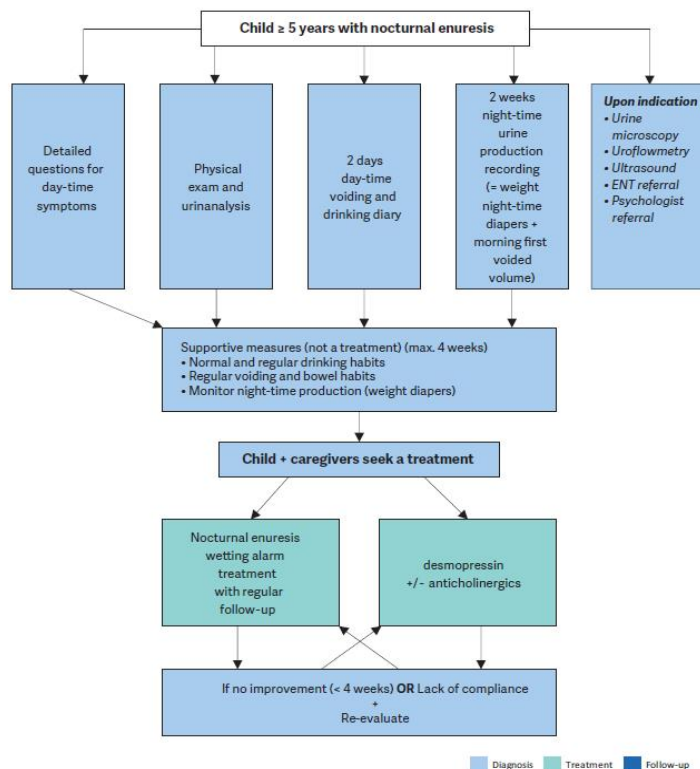 Child ≥ 5 years with nocturnal enuresis
Detailed
questions for
day-time
symptoms
Physical
exam and
urinanalysis
2 days
day-time
voiding and
drinking diary
2 weeks
night-time
urine
production
recording
(= weight
night-time
diapers +
morning first
voided
volume)
Upon indication
• Urine
microscopy
• Uroflowmetry
• Ultrasound
• ENT referral
• Psychologist
referral
Supportive measures (not a treatment) (max. 4 weeks)
• Normal and regular drinking habits
• Regular voiding and bowel habits
• Monitor night-time production (weight diapers)
Child + caregivers seek a treatment
Nocturnal enuresis
wetting alarm
treatment
with regular
follow-up
desmopressin
+/- anticholinergics
If no improvement (< 4 weeks) OR Lack of compliance
+
Re-evaluate
Diagnosis
Treatment
Follow-up